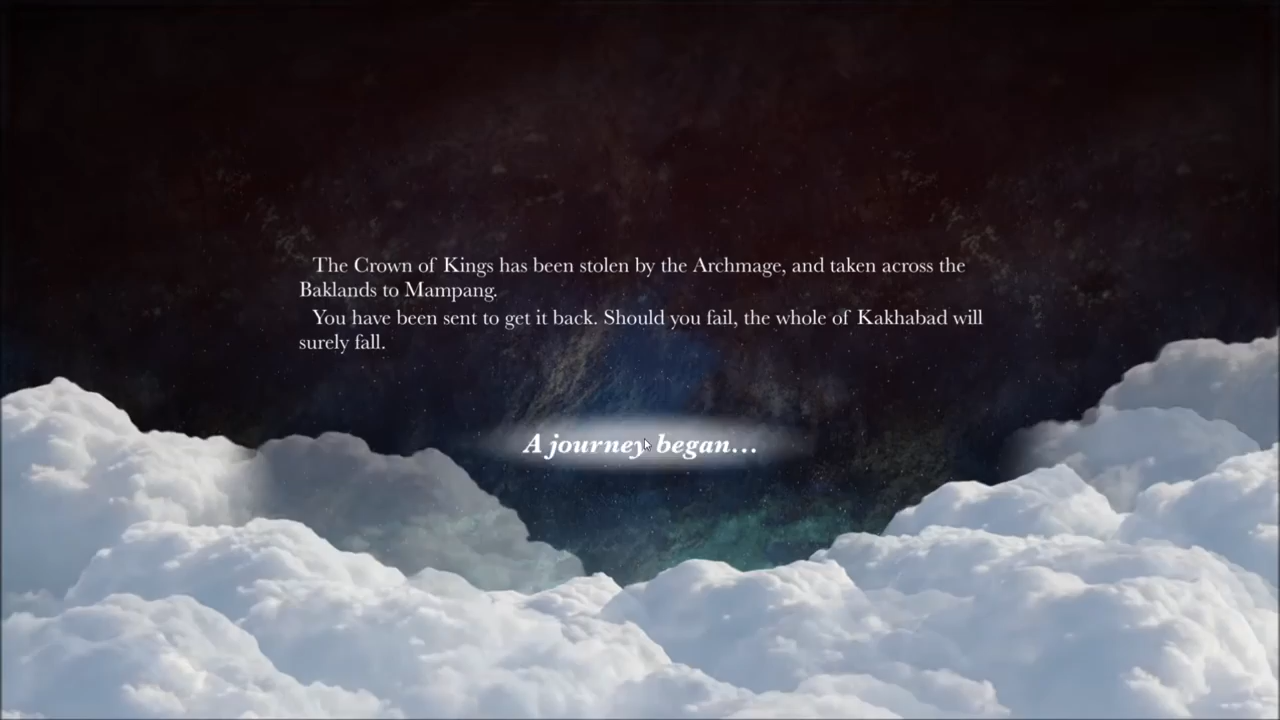 The Crown of Kings has been stolen by the Archmage, and taken across the
Baklands to Mampang.
You have been sent to get it back. Should you fail, the whole of Kakhabad will
surely fall.
A journey began...